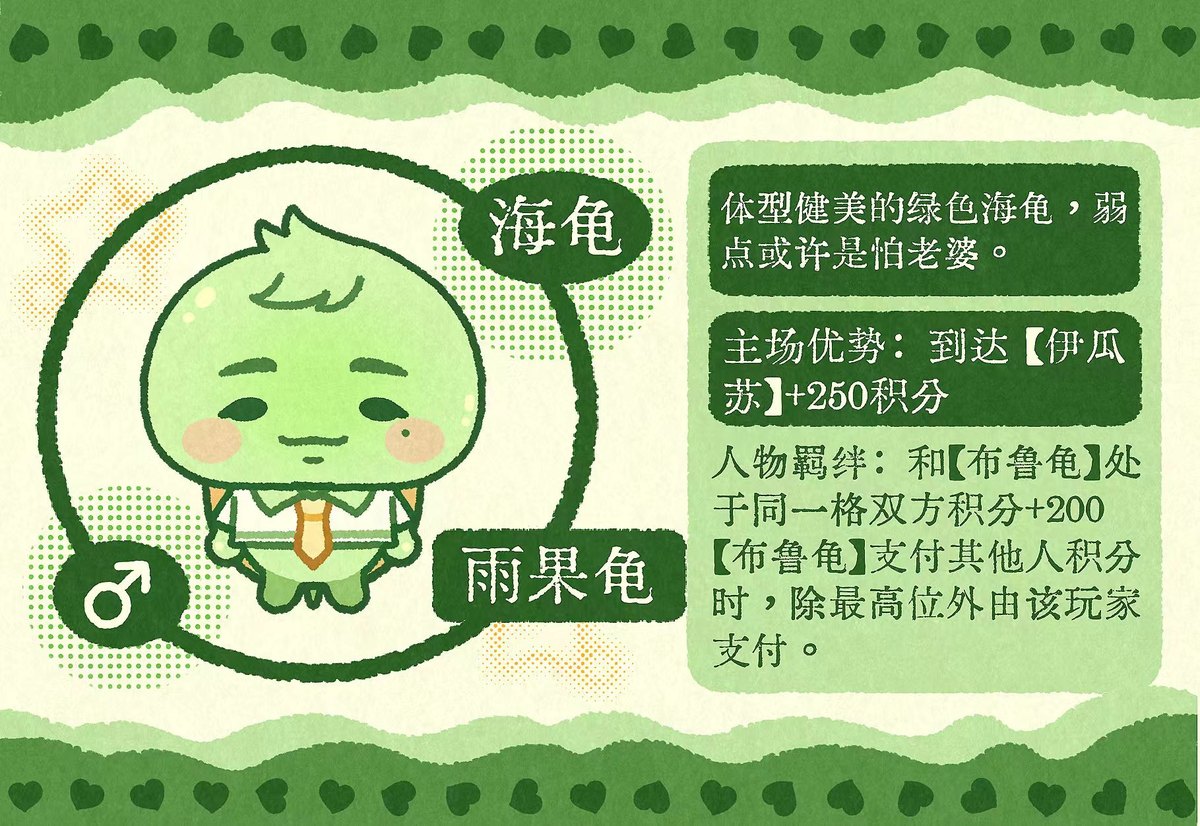 海龟
♂
雨果龟
体型健美的绿色海龟，弱
点或许是怕老婆。
主场优势：到达【伊瓜
苏】+250积分
人物羁绊：和【布鲁龟】处
于同一格双方积分+200
【布鲁龟】支付其他人积分
时，除最高位外由该玩家
支付。